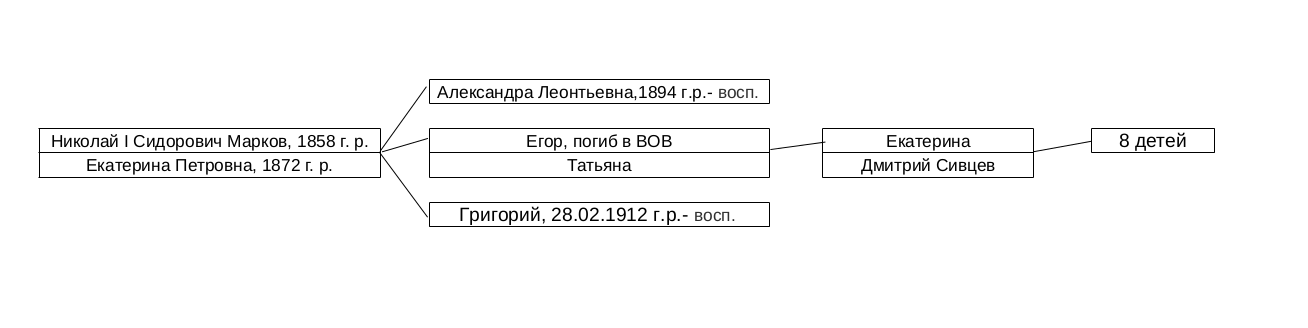 Александра Леонтьевна,1894 г.р.- восп.
Николай I Сидорович Марков, 1858 г. р.
Екатерина Петровна, 1872 г. р.
Егор, погиб в ВОВ
Татьяна
Екатерина
Дмитрий Сивцев
8 детей
Григорий, 28.02.1912 г.р.- восп.